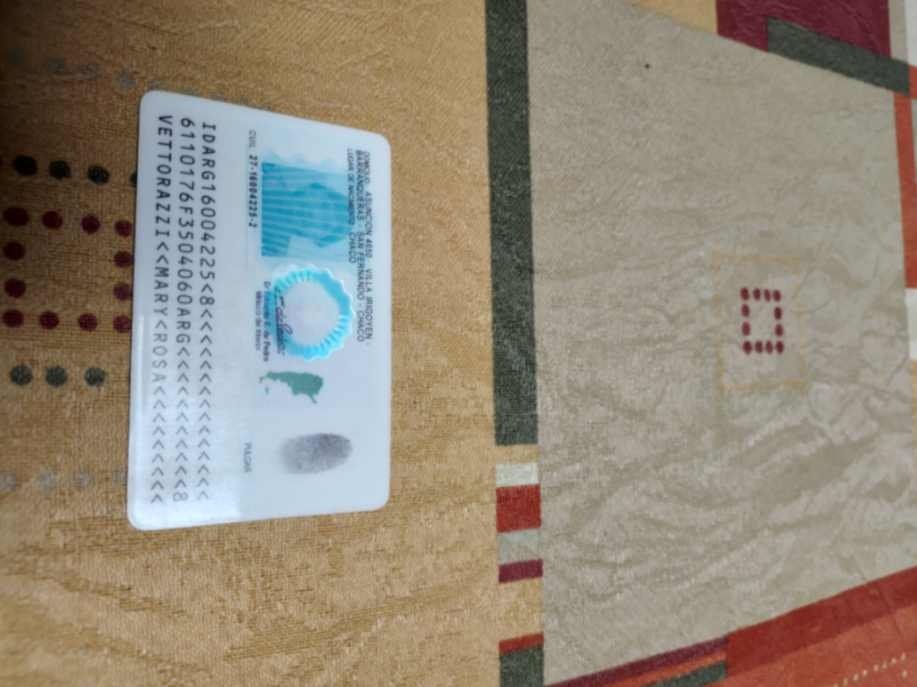 DOMICILIO: ASUNCION 4650 - VILLA IRIGOYEN -
BARRANQUERAS - SAN FERNANDO - CHACO
LUGAR DE NACIMIENTO: CHACO
CUIL: 27-16004225-2
Ministro del Interior
PULGAR
IDARG16004225<8<<<<<<<<<<<<<<<
6110176F3504060ARG<<<<<<<<<<<8
VETTORAZZI<<MARY<ROSA<<<<<<<<<